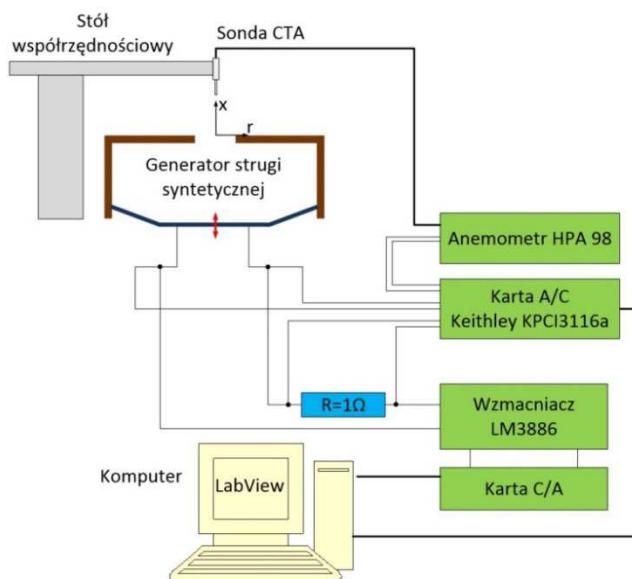 Stół
współrzędnościowy
Sonda CTA
x
r
Generator strugi
syntetycznej
Anemometr HPA 98
Karta A/C
Keithley KPCI3116a
R=1Ω
Wzmacniacz
LM3886
Komputer
LabView
Karta C/A